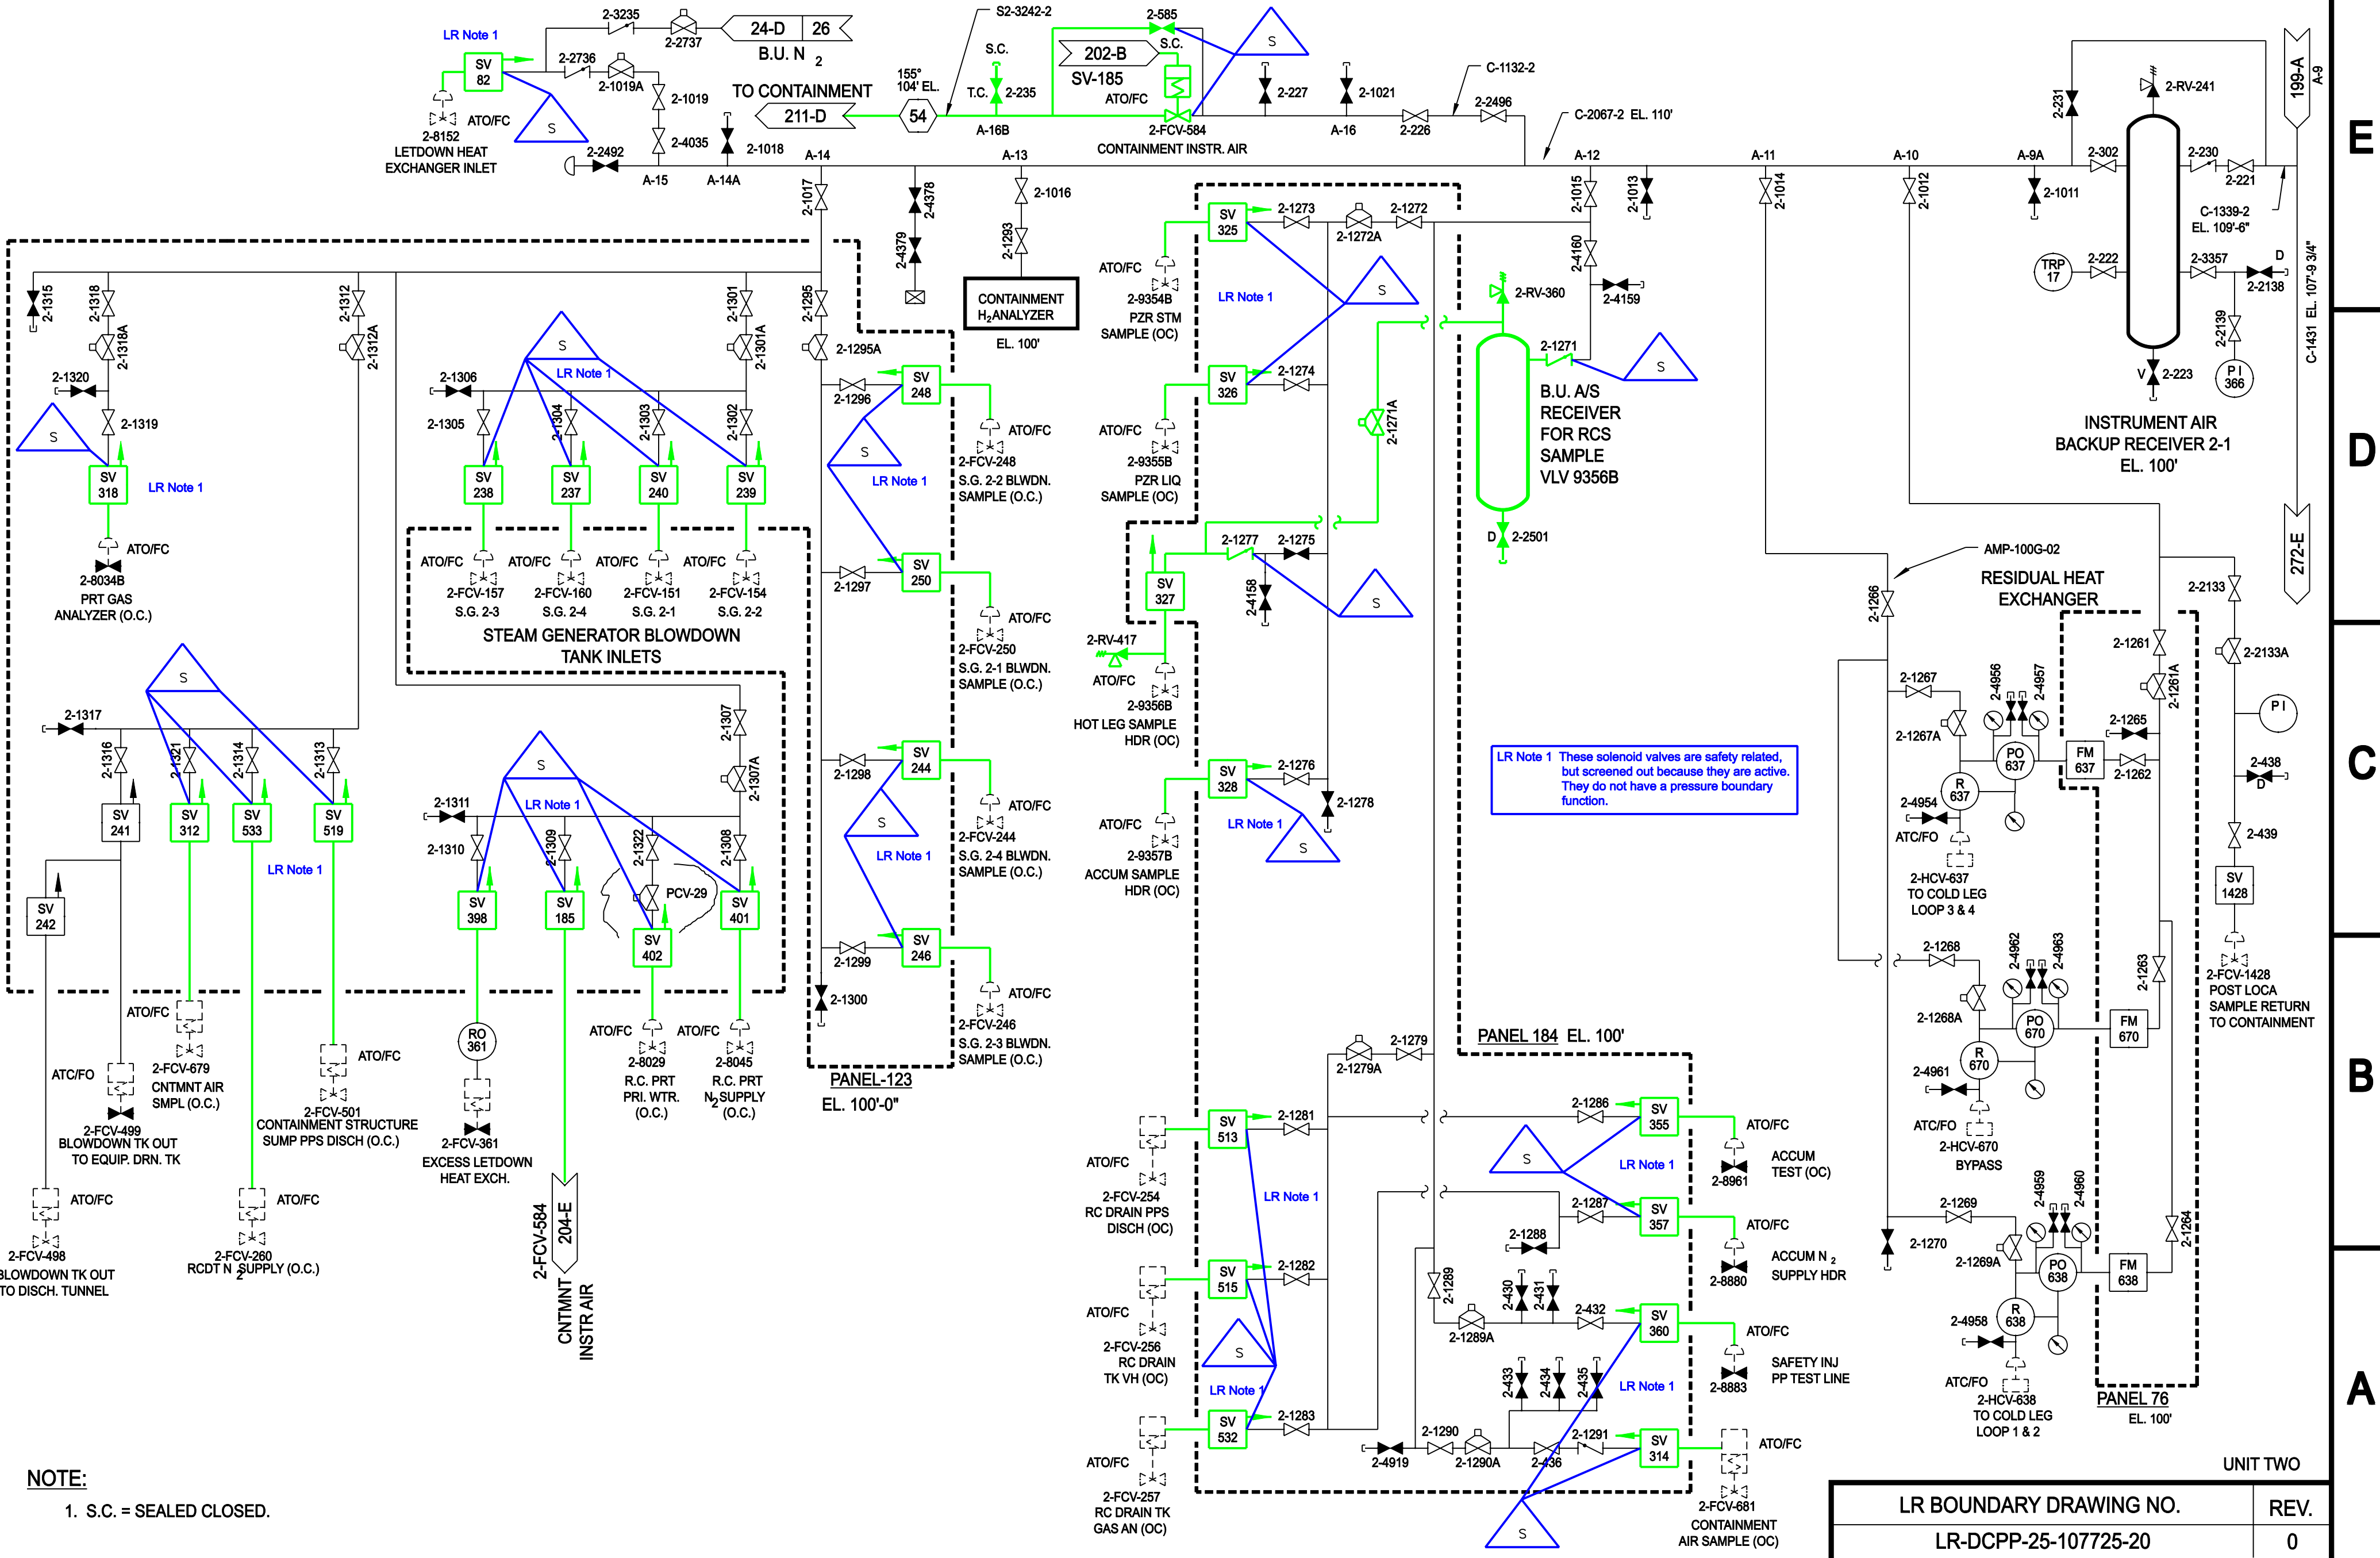 2-3235
S2-3242-2
2-585
LR Note 1
24-D 26
2-2737
B.U. N 2
S.C.
S.C.
202-B
S
199-A
A-9
SV
82
2-2736
2-1019A
155°
104' EL.
SV-185
C-1132-2
2-RV-241
TO CONTAINMENT
T.C.
2-235
ATO/FC
2-227
2-1021
2-2496
2-231
2-1019
211-D
54
C-2067-2 EL. 110'
ATO/FC
S
2-8152
LETDOWN HEAT
EXCHANGER INLET
2-4035
2-1018
A-16B
2-FCV-584
A-16
2-226
2-302
2-230
2-221
CONTAINMENT INSTR. AIR
2-2492
A-15
A-14A
A-14
A-13
A-12
A-11
A-10
A-9A
E
2-1017
2-4378
2-1016
2-1015
2-1013
2-1014
2-1012
2-1011
C-1339-2
EL. 109'-6"
SV
325
2-1273
2-1272
2-1272A
2-4379
2-1293
2-4160
C-1431 EL. 107-9 3/4"
TRP
17
2-222
2-3357
D
2-2138
ATO/FC
S
2-1315
2-1318
2-1312
2-1301
2-1295
CONTAINMENT
H2ANALYZER
EL. 100'
LR Note 1
2-9354B
PZR STM
SAMPLE (OC)
2-RV-360
2-4159
2-2139
2-1318A
2-1312A
S
2-1301A
2-1295A
2-1271
S
V
2-223
PI
366
2-1320
2-1306
LR Note 1
2-1296
SV
248
SV
326
2-1274
B.U. A/S
RECEIVER
FOR RCS
SAMPLE
VLV 9356B
2-1271A
INSTRUMENT AIR
BACKUP RECEIVER 2-1
EL. 100'
D
S
2-1319
2-1305
2-1304
2-1303
2-1302
ATO/FC
ATO/FC
S
2-FCV-248
S.G. 2-2 BLWDN.
SAMPLE (O.C.)
2-9355B
PZR LIQ
SAMPLE (OC)
SV
318
LR Note 1
SV
238
SV
237
SV
240
SV
239
LR Note 1
2-1277
2-1275
D
2-2501
ATO/FC
2-8034B
PRT GAS
ANALYZER (O.C.)
ATO/FC
ATO/FC
ATO/FC
ATO/FC
2-FCV-157
2-FCV-160
2-FCV-151
2-FCV-154
S.G. 2-3
S.G. 2-4
S.G. 2-1
S.G. 2-2
STEAM GENERATOR BLOWDOWN
TANK INLETS
2-1297
SV
250
SV
327
2-4158
S
AMP-100G-02
272-E
RESIDUAL HEAT
EXCHANGER
2-1266
2-2133
ATO/FC
2-FCV-250
S.G. 2-1 BLWDN.
SAMPLE (O.C.)
2-RV-417
ATO/FC
2-9356B
HOT LEG SAMPLE
HDR (OC)
2-1261
2-2133A
S
2-1267
2-4956
2-4957
2-1261A
PI
2-1317
2-1316
2-1321
2-1314
2-1313
2-1307
2-1265
2-1267A
PO
637
FM
637
2-1262
S
2-1307A
2-1298
SV
244
SV
328
2-1276
LR Note 1 These solenoid valves are safety related,
but screened out because they are active.
They do not have a pressure boundary
function.
2-438
D
C
R
637
2-4954
ATC/FO
SV
241
SV
312
SV
533
SV
519
2-1311
LR Note 1
2-1310
2-1309
2-1322
2-1308
S
ATO/FC
2-FCV-244
S.G. 2-4 BLWDN.
SAMPLE (O.C.)
LR Note 1
ATO/FC
LR Note 1
2-1278
S
2-9357B
ACCUM SAMPLE
HDR (OC)
2-439
LR Note 1
2-HCV-637
TO COLD LEG
LOOP 3 & 4
SV
1428
SV
242
SV
398
SV
185
PCV-29
SV
402
SV
401
2-1299
SV
246
2-1268
2-4962
2-4963
2-1263
2-FCV-1428
POST LOCA
SAMPLE RETURN
TO CONTAINMENT
2-1300
ATO/FC
2-FCV-246
S.G. 2-3 BLWDN.
SAMPLE (O.C.)
2-1268A
PO
670
FM
670
ATO/FC
RO
361
ATO/FC
ATO/FC
PANEL 184 EL. 100'
2-1279
2-1279A
R
670
2-4961
ATC/FO
ATC/FO
2-FCV-679
CNTMNT AIR
SMPL (O.C.)
ATO/FC
2-8029
R.C. PRT
PRI. WTR.
(O.C.)
2-8045
R.C. PRT
N2SUPPLY
(O.C.)
PANEL-123
EL. 100'-0"
B
2-FCV-499
BLOWDOWN TK OUT
TO EQUIP. DRN. TK
2-FCV-501
CONTAINMENT STRUCTURE
SUMP PPS DISCH (O.C.)
2-FCV-361
EXCESS LETDOWN
HEAT EXCH.
SV
513
2-1281
2-1286
SV
355
ATO/FC
2-HCV-670
BYPASS
ATO/FC
S
LR Note 1
ACCUM
TEST (OC)
2-8961
2-FCV-254
RC DRAIN PPS
DISCH (OC)
LR Note 1
2-1287
SV
357
2-4959
2-4960
2-1269
ATO/FC
ATO/FC
2-FCV-584
204-E
CNTMNT
INSTR AIR
2-1288
ATO/FC
2-1270
2-1269A
2-1264
2-FCV-498
BLOWDOWN TK OUT
TO DISCH. TUNNEL
2-FCV-260
RCDT N2 SUPPLY (O.C.)
SV
515
2-1282
2-1289
2-430
2-431
ACCUM N 2
SUPPLY HDR
2-8880
PO
638
FM
638
ATO/FC
2-432
SV
360
R
638
2-4958
2-1289A
ATO/FC
2-FCV-256
RC DRAIN
TK VH (OC)
S
LR Note 1
2-433
2-434
2-435
LR Note 1
SAFETY INJ
PP TEST LINE
2-8883
ATC/FO
2-HCV-638
TO COLD LEG
LOOP 1 & 2
PANEL 76
EL. 100'
A
SV
532
2-1283
2-1290
2-1291
SV
314
ATO/FC
ATO/FC
2-4919
2-1290A
2-436
2-FCV-257
RC DRAIN TK
GAS AN (OC)
S
2-FCV-681
CONTAINMENT
AIR SAMPLE (OC)
NOTE:
1. S.C. = SEALED CLOSED.
UNIT TWO
LR BOUNDARY DRAWING NO. REV.
LR-DCPP-25-107725-20 0